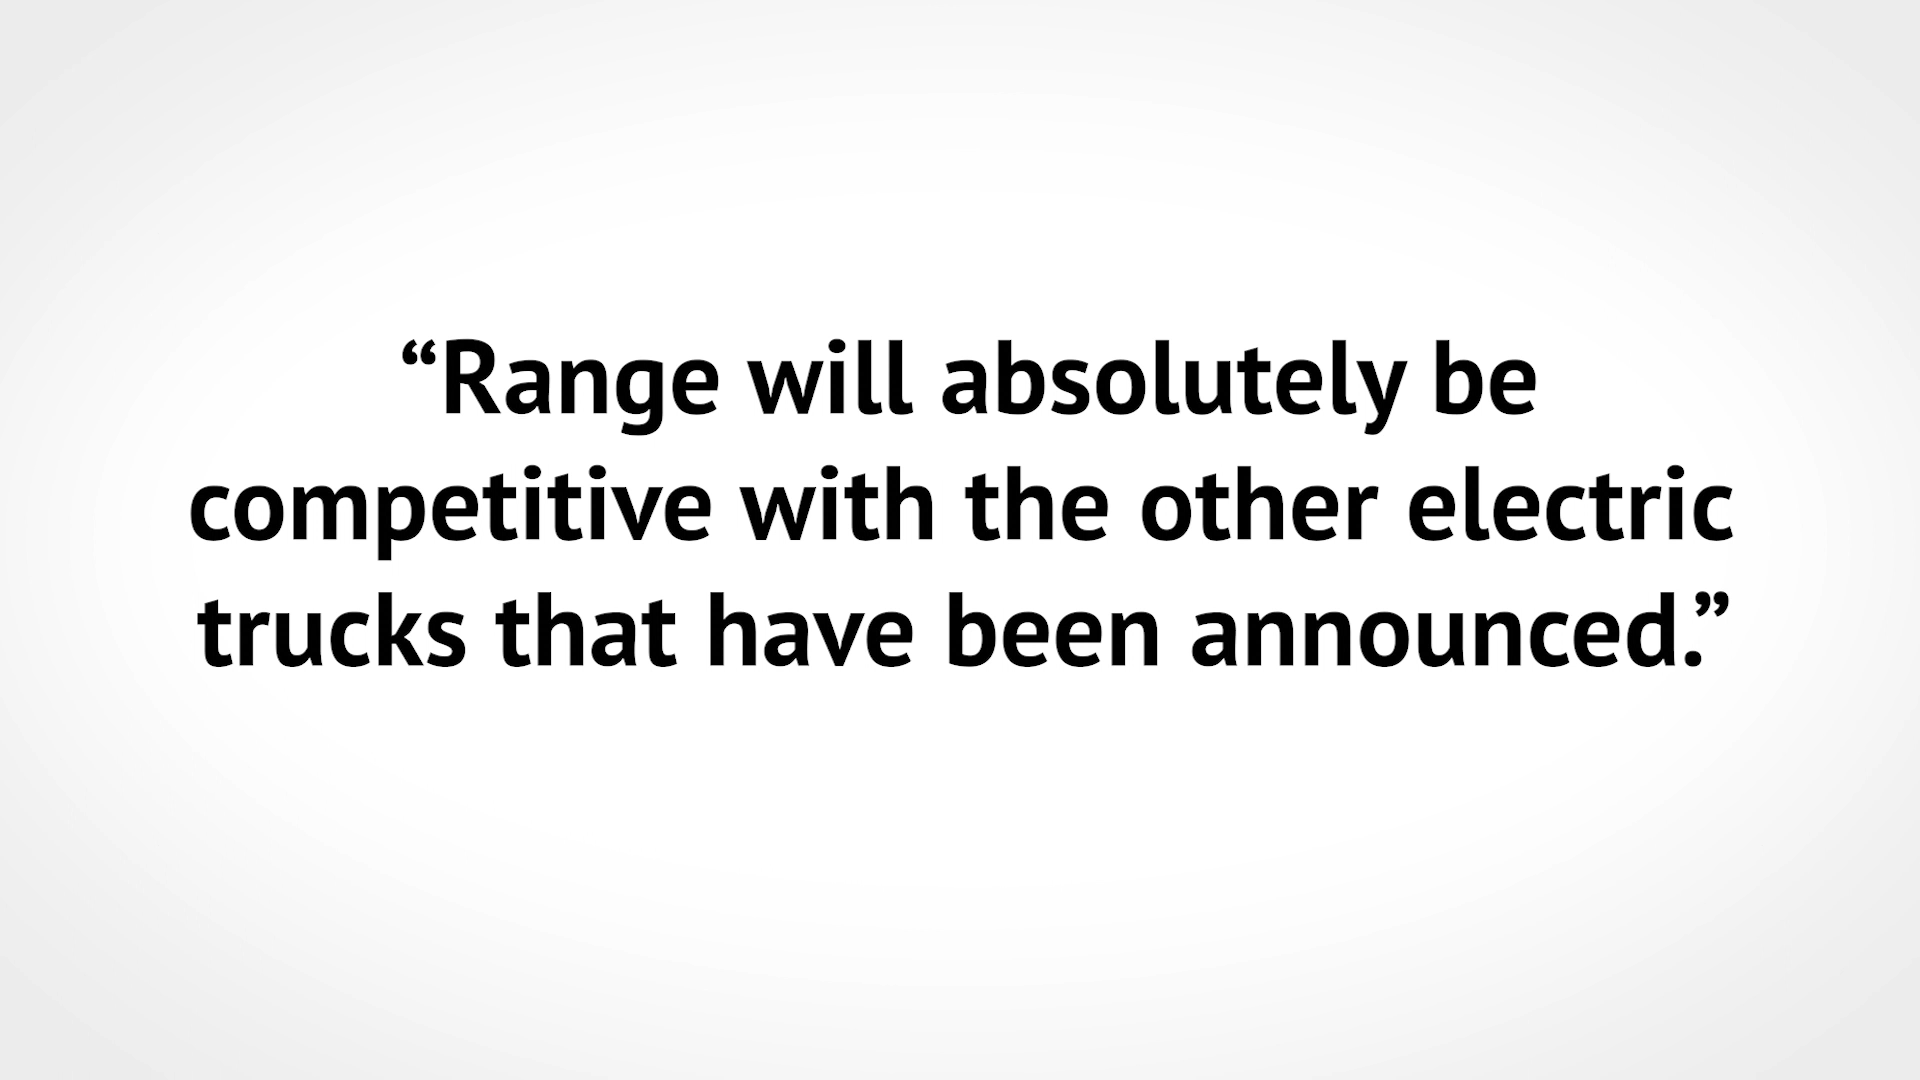 “Range will absolutely be
competitive with the other electric
trucks that have been announced.”